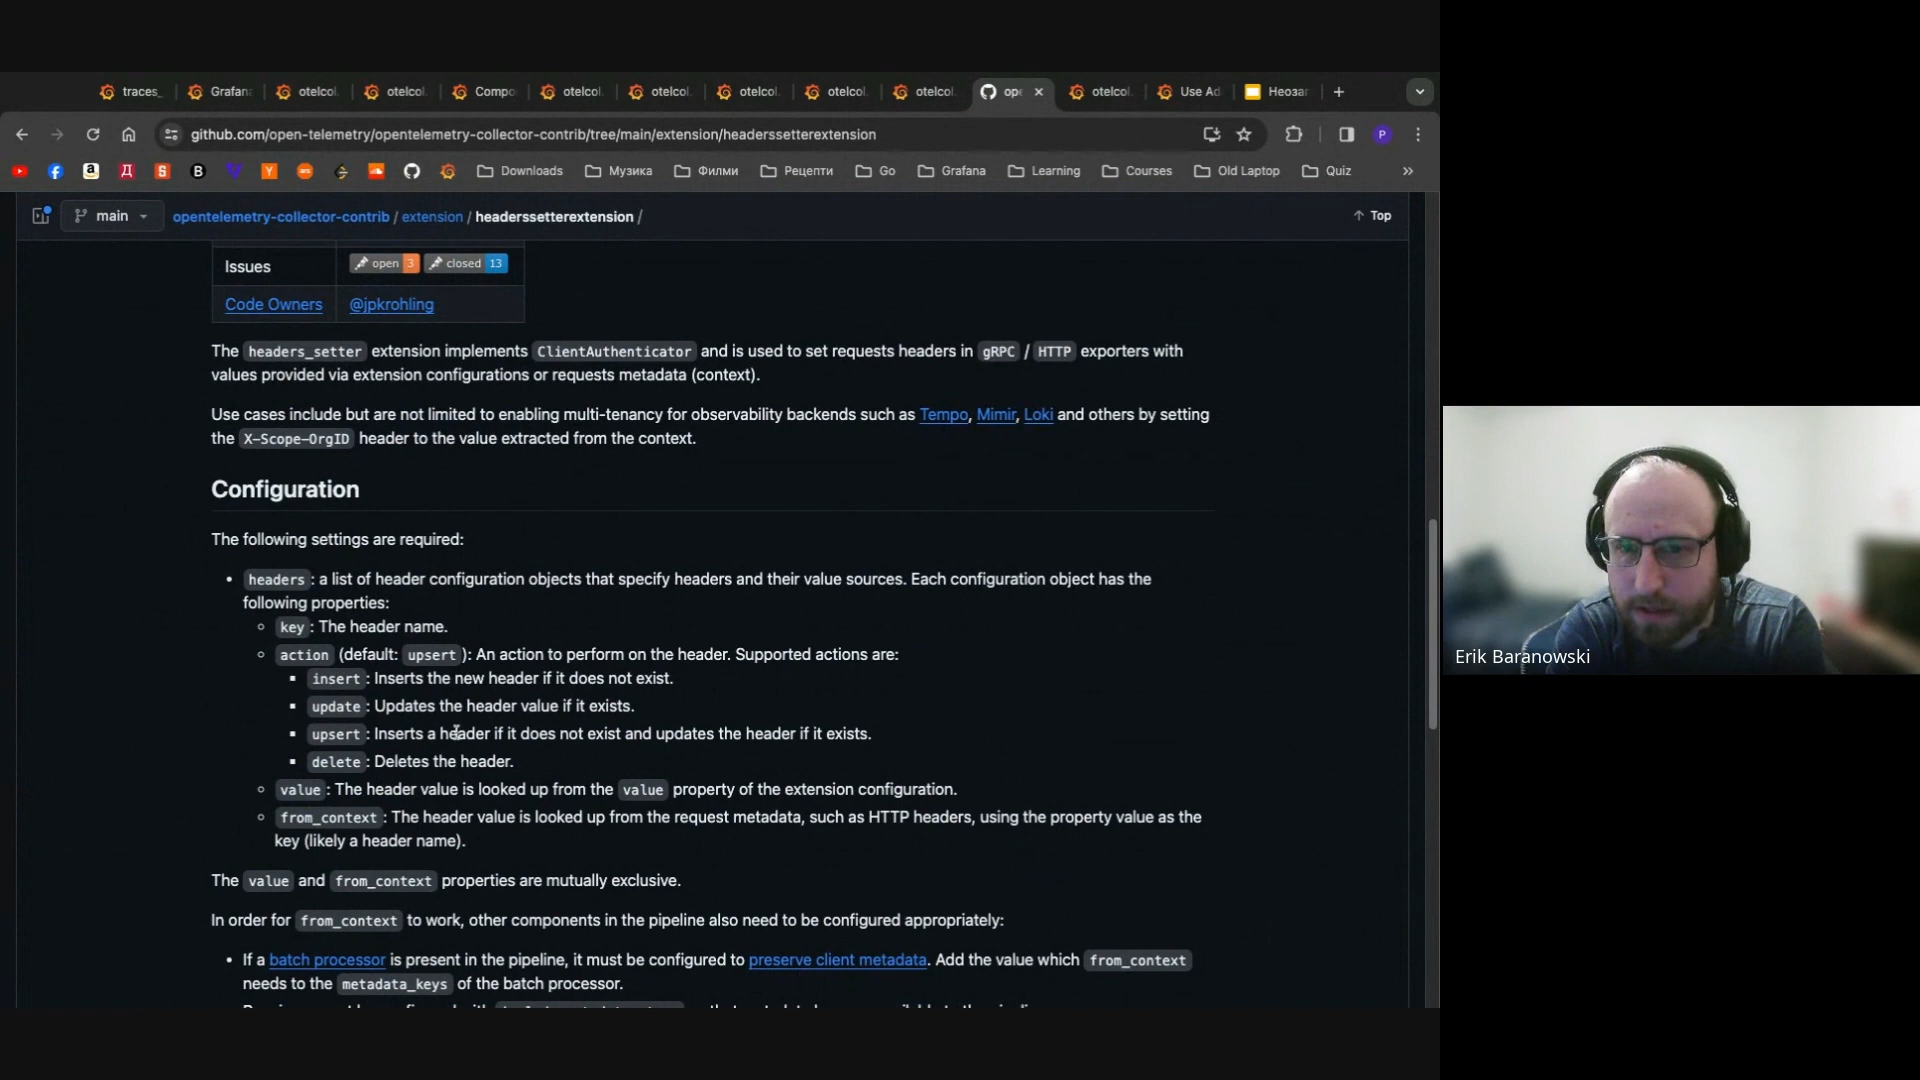 traces_
Grafan
otelcol.
otelcol.
Compo
otelcol.
otelcol.
otelcol.
otelcol.
otelcol.
ope
otelcol.
Use Ad
Неозаг
github.com/open-telemetry/opentelemetry-collector-contrib/tree/main/extension/headerssetterextension
P
Downloads
Музика
Филми
Рецепти
Go
Grafana
Learning
Courses
Old Laptop
Quiz
main
opentelemetry-collector-contrib / extension / headerssetterextension /
Top
Issues
open 3 closed 13
Code Owners
@jpkrohling
The headers_setter extension implements ClientAuthenticator and is used to set requests headers in gRPC / HTTP exporters with
values provided via extension configurations or requests metadata (context).
Use cases include but are not limited to enabling multi-tenancy for observability backends such as Tempo, Mimir, Loki and others by setting
the X-Scope-OrgID header to the value extracted from the context.
Configuration
The following settings are required:
headers: a list of header configuration objects that specify headers and their value sources. Each configuration object has the
following properties:
key: The header name.
action (default: upsert): An action to perform on the header. Supported actions are:
insert: Inserts the new header if it does not exist.
update: Updates the header value if it exists.
upsert: Inserts a header if it does not exist and updates the header if it exists.
delete: Deletes the header.
value: The header value is looked up from the value property of the extension configuration.
from_context: The header value is looked up from the request metadata, such as HTTP headers, using the property value as the
key (likely a header name).
The value and from_context properties are mutually exclusive.
In order for from_context to work, other components in the pipeline also need to be configured appropriately:
If a batch processor is present in the pipeline, it must be configured to preserve client metadata. Add the value which from_context
needs to the metadata_keys of the batch processor.
Erik Baranowski